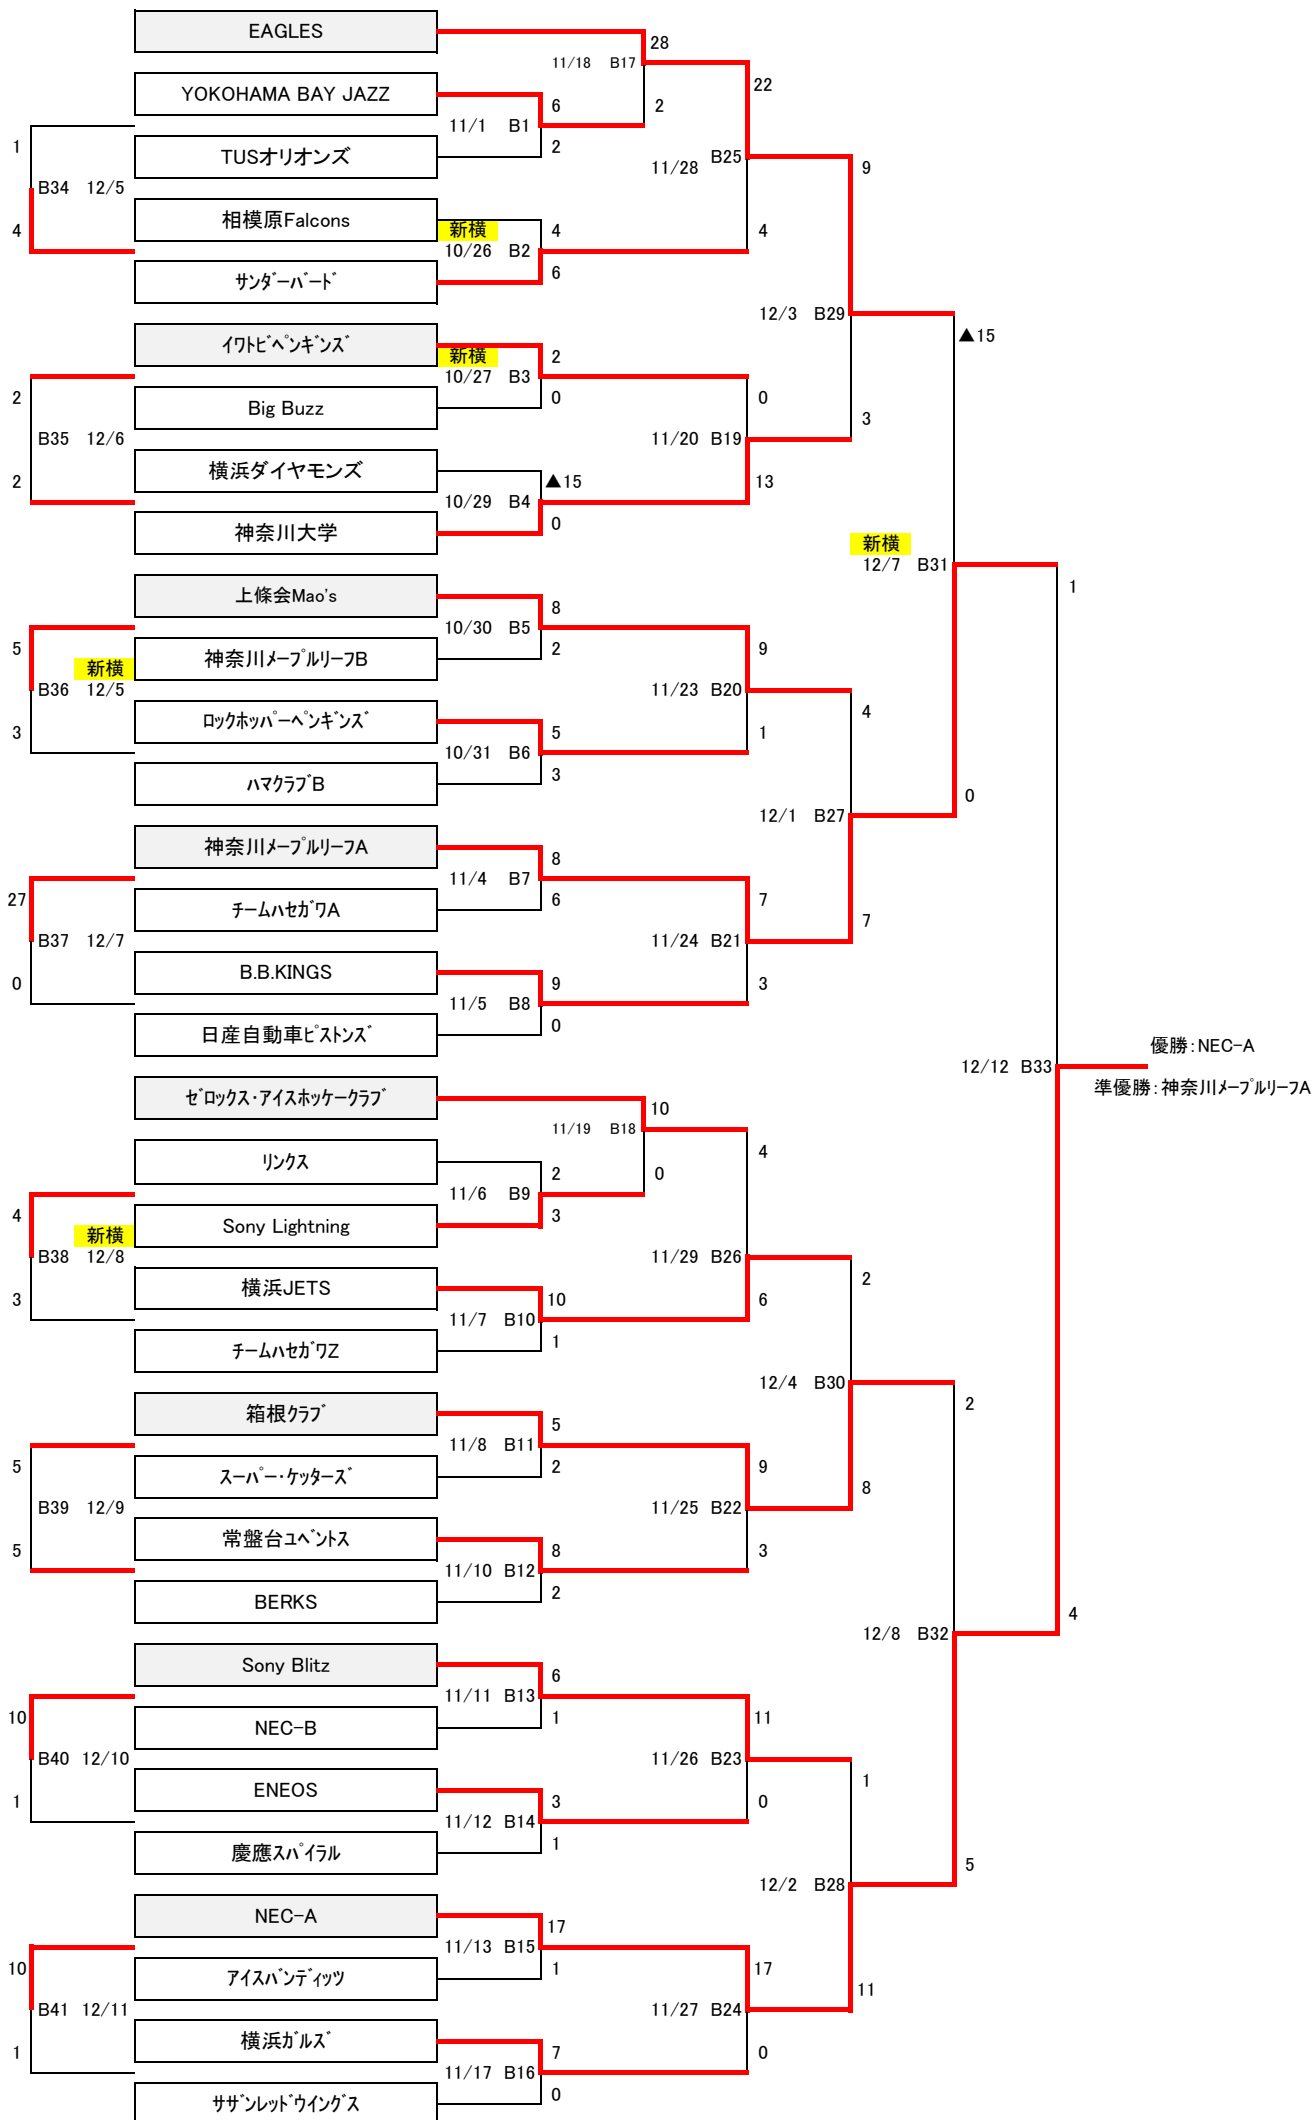 EAGLES
28
11/18 B17
22
YOKOHAMA BAY JAZZ
6
2
11/1 B1
1
TUSオリオンズ
2
B25
11/28
9
B34 12/5
相模原Falcons
4
新横
4
4
10/26 B2
サンダーバード
6
12/3 B29
イワトビペンギンズ
2
▲15
新横
10/27 B3
2
Big Buzz
0
0
3
B35 12/6
11/20 B19
横浜ダイヤモンズ
2
▲15
13
10/29 B4
神奈川大学
0
新横
12/7 B31
上條会Mao's
8
1
10/30 B5
5
神奈川メープルリーフB
2
9
新横
B36 12/5
11/23 B20
ロックホッパーペンギンズ
4
3
5
1
10/31 B6
ハマクラブB
3
0
12/1 B27
神奈川メープルリーフA
8
11/4 B7
27
チームハセガワA
6
7
7
B37 12/7
11/24 B21
B.B.KINGS
0
9
3
11/5 B8
日産自動車ピストンズ
0
優勝：NEC-A
12/12 B33
準優勝：神奈川メープルリーフA
ゼロックス・アイスホッケークラブ
10
11/19 B18
4
リンクス
2
0
11/6 B9
4
Sony Lightning
3
新横
B38 12/8
11/29 B26
横浜JETS
2
3
10
6
11/7 B10
チームハセガワZ
1
12/4 B30
箱根クラブ
5
2
11/8 B11
5
スーパー・ケッターズ
2
9
8
B39 12/9
11/25 B22
常盤台ユベントス
5
8
3
11/10 B12
BERKS
2
4
12/8 B32
Sony Blitz
6
11/11 B13
10
NEC-B
1
11
B40 12/10
11/26 B23
ENEOS
1
1
3
0
11/12 B14
慶應スパイラル
1
5
12/2 B28
NEC-A
17
11/13 B15
10
アイスバンディッツ
1
17
11
B41 12/11
11/27 B24
横浜ガルズ
1
7
0
11/17 B16
サザンレッドウイングス
0